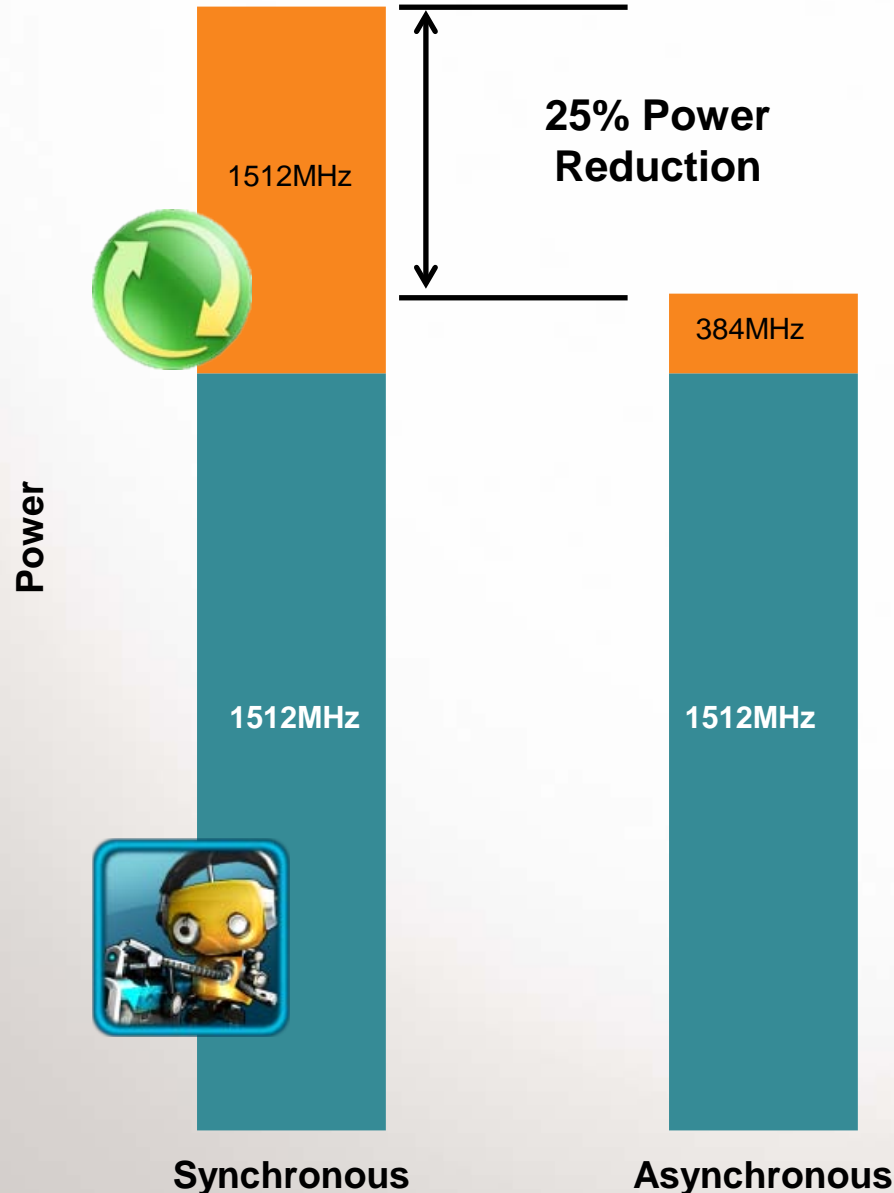 1512MHz
25% Power
Reduction
384MHz
Power
1512MHz
1512MHz
Synchronous
Asynchronous